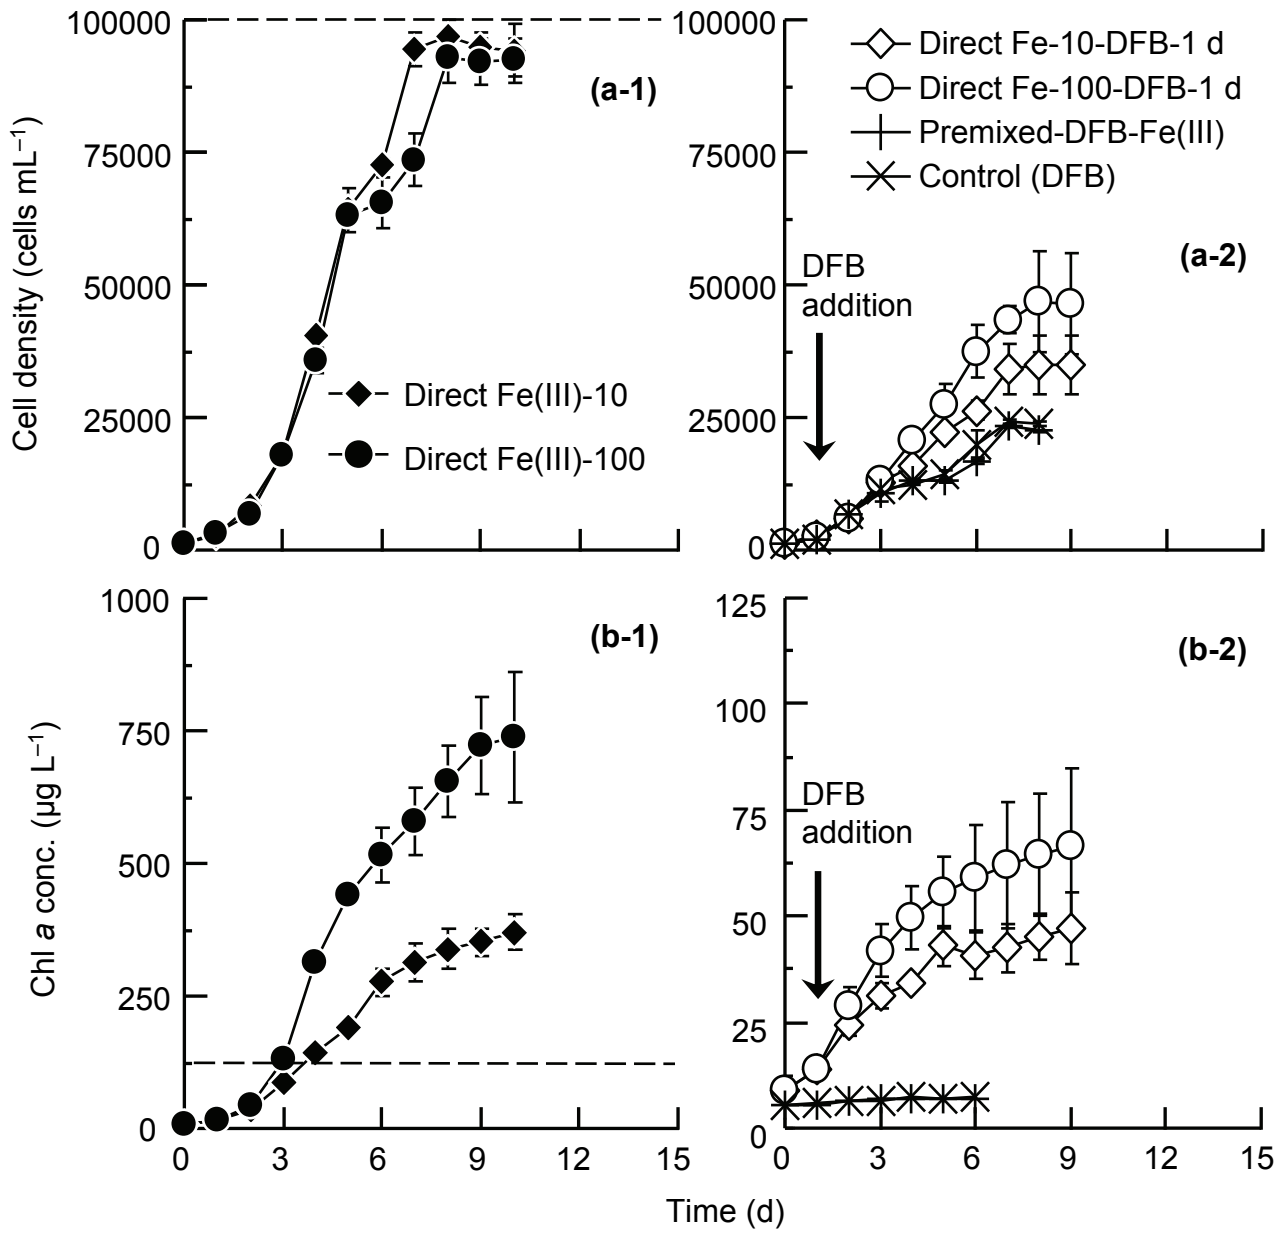 100000
75000
50000
25000
0
Cell density (cells mL⁻¹)
(a-1)
Direct Fe(III)-10
Direct Fe(III)-100
100000
75000
50000
25000
0
Direct Fe-10-DFB-1 d
Direct Fe-100-DFB-1 d
Premixed-DFB-Fe(III)
Control (DFB)
(a-2)
DFB
addition
1000
750
500
250
0
Chl a conc. (µg L⁻¹)
(b-1)
0 3 6 9 12 15
125
100
75
50
25
0
(b-2)
DFB
addition
0 3 6 9 12 15
Time (d)